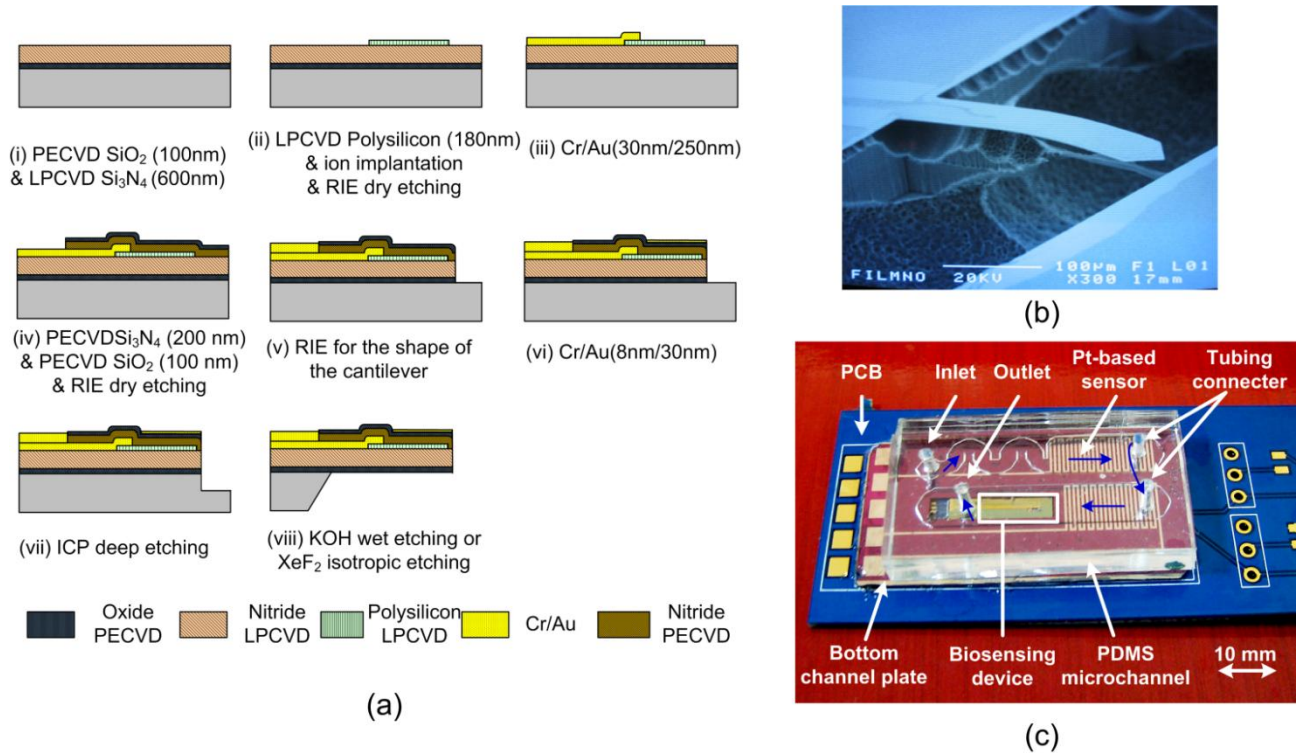 (i) PECVD SiO₂ (100nm)
& LPCVD Si₃N₄ (600nm)
(ii) LPCVD Polysilicon (180nm)
& ion implantation
& RIE dry etching
(iii) Cr/Au(30nm/250nm)
(iv) PECVDSi₃N₄ (200 nm)
& PECVD SiO₂ (100 nm)
& RIE dry etching
(v) RIE for the shape of
the cantilever
(vi) Cr/Au(8nm/30nm)
(vii) ICP deep etching
(viii) KOH wet etching or
XeF₂ isotropic etching
Oxide
PECVD
Nitride
LPCVD
Polysilicon
LPCVD
Cr/Au
Nitride
PECVD
(a)
FILMNO 20KV 100µm F1 L01
X300 17mm
(b)
PCB
Inlet
Outlet
Pt-based
sensor
Tubing
connecter
Bottom
channel plate
Biosensing
device
PDMS
microchannel
10 mm
(c)